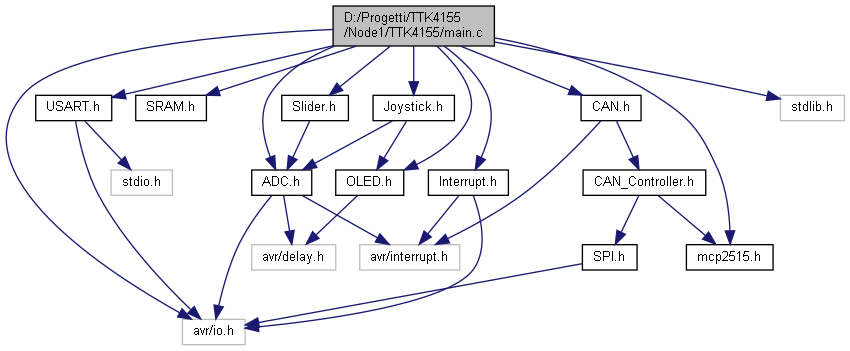 D:/Progetti/TTK4155
/Node1/TTK4155/main.c
USART.h
SRAM.h
Slider.h
Joystick.h
CAN.h
stdlib.h
stdio.h
ADC.h
OLED.h
Interrupt.h
CAN_Controller.h
avr/delay.h
avr/interrupt.h
SPI.h
mcp2515.h
avr/io.h